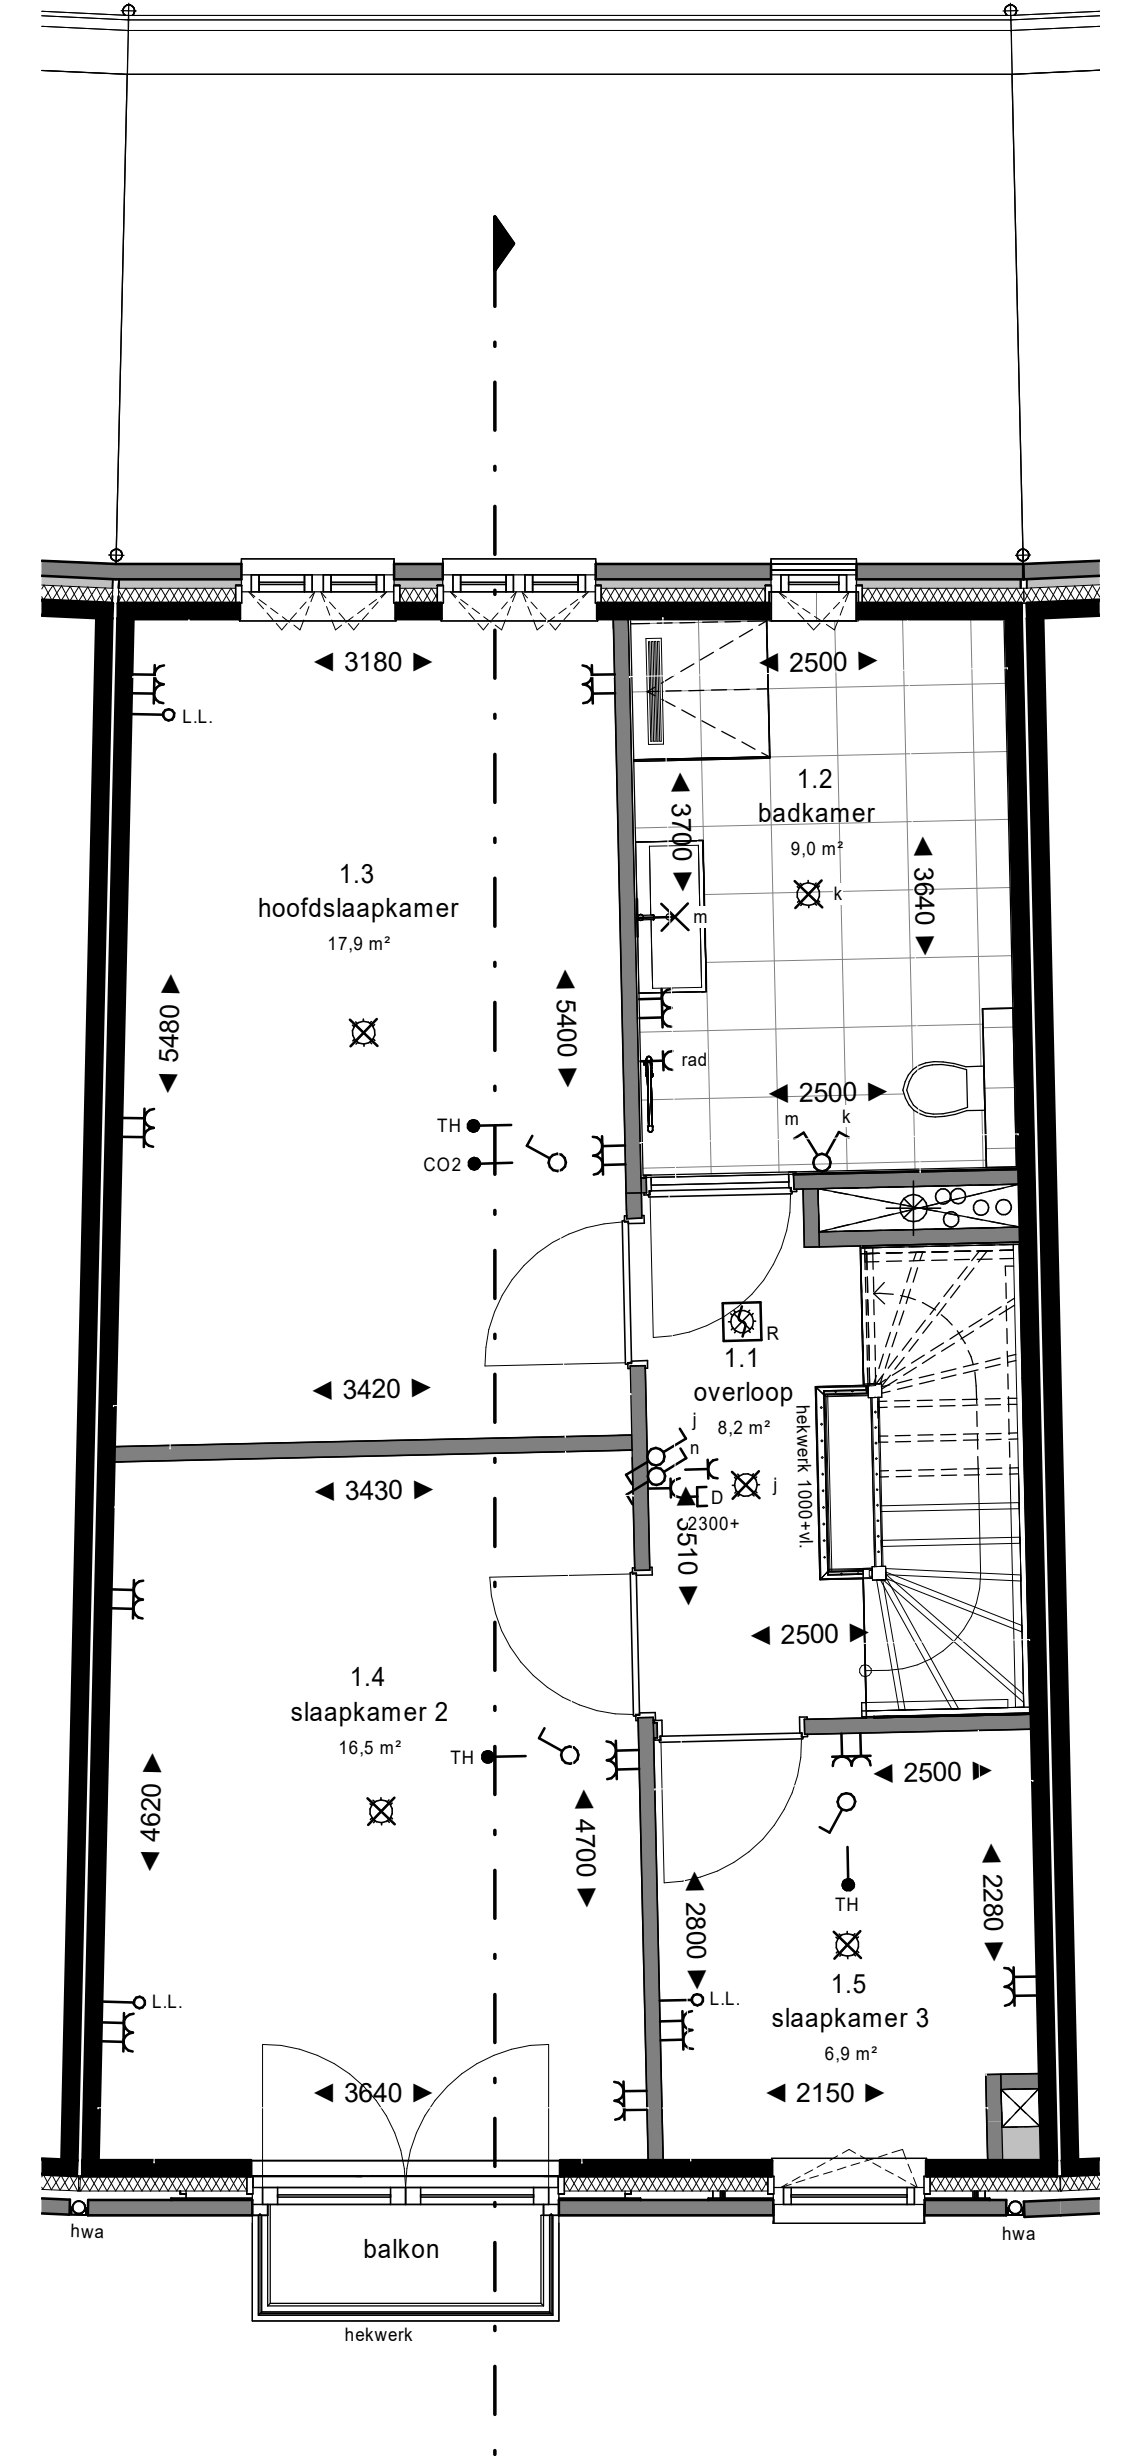 3180
2500
L.L.
1.2
badkamer
9,0 m²
3700
3640
k
m
1.3
hoofdslaapkamer
17,9 m²
5480
5400
rad
2500
m
k
TH
CO2
R
1.1
overloop
8,2 m²
3420
j
n
hekwerk 1000+vl.
3430
j
D
2300+
3510
2500
1.4
slaapkamer 2
16,5 m²
TH
2500
4620
4700
2280
TH
2800
1.5
slaapkamer 3
6,9 m²
L.L.
L.L.
3640
2150
hwa
hwa
balkon
hekwerk